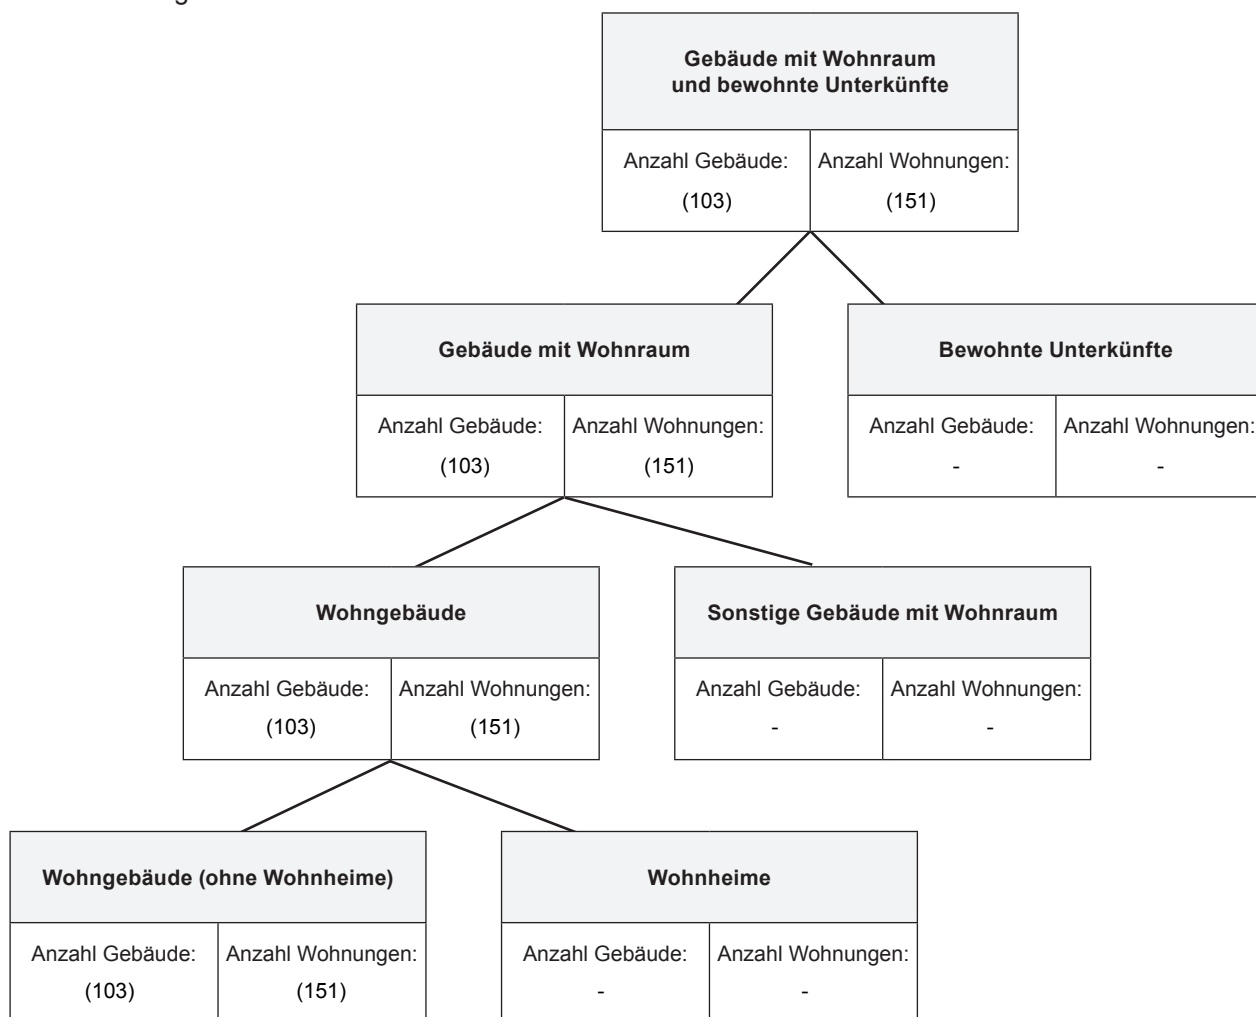 Gebäude mit Wohnraum
und bewohnte Unterkünfte
Anzahl Gebäude: Anzahl Wohnungen:
(103) (151)
Gebäude mit Wohnraum
Anzahl Gebäude: Anzahl Wohnungen:
(103) (151)
Bewohnte Unterkünfte
Anzahl Gebäude: Anzahl Wohnungen:
- -
Wohngebäude
Anzahl Gebäude: Anzahl Wohnungen:
(103) (151)
Sonstige Gebäude mit Wohnraum
Anzahl Gebäude: Anzahl Wohnungen:
- -
Wohngebäude (ohne Wohnheime)
Anzahl Gebäude: Anzahl Wohnungen:
(103) (151)
Wohnheime
Anzahl Gebäude: Anzahl Wohnungen:
- -